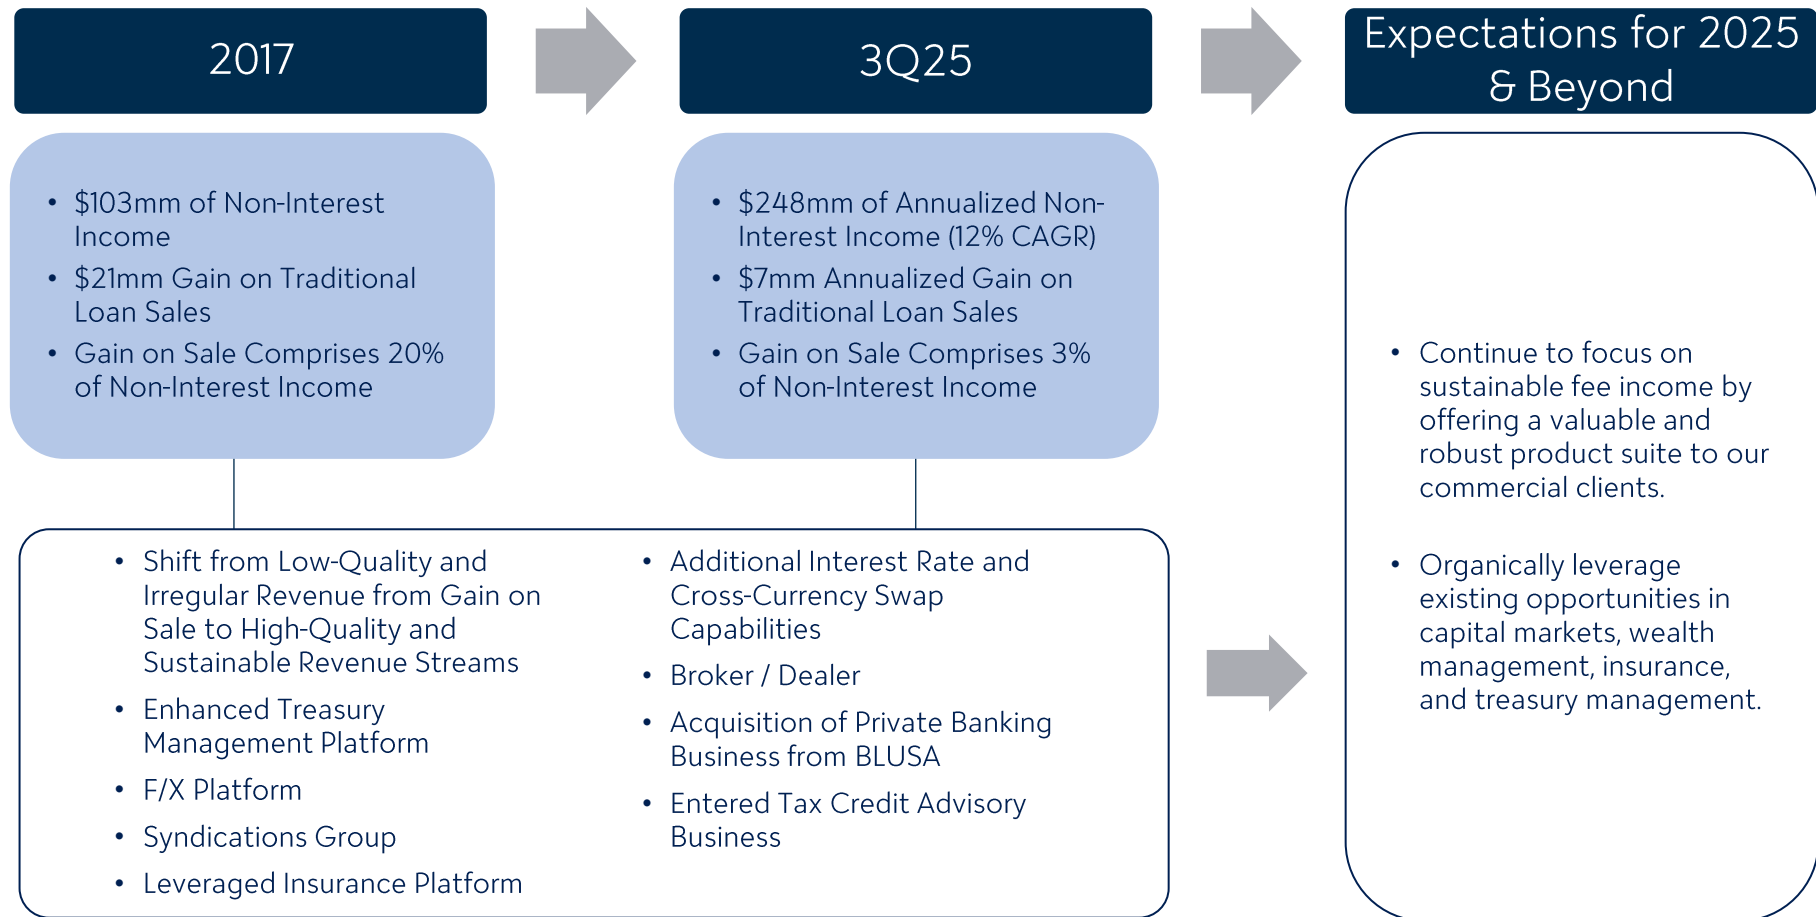 2017
3Q25
Expectations for 2025
& Beyond
• $103mm of Non-Interest
Income
• $21mm Gain on Traditional
Loan Sales
• Gain on Sale Comprises 20%
of Non-Interest Income
• $248mm of Annualized Non-
Interest Income (12% CAGR)
• $7mm Annualized Gain on
Traditional Loan Sales
• Gain on Sale Comprises 3%
of Non-Interest Income
• Shift from Low-Quality and
Irregular Revenue from Gain on
Sale to High-Quality and
Sustainable Revenue Streams
• Enhanced Treasury
Management Platform
• F/X Platform
• Syndications Group
• Leveraged Insurance Platform
• Additional Interest Rate and
Cross-Currency Swap
Capabilities
• Broker / Dealer
• Acquisition of Private Banking
Business from BLUSA
• Entered Tax Credit Advisory
Business
• Continue to focus on
sustainable fee income by
offering a valuable and
robust product suite to our
commercial clients.
• Organically leverage
existing opportunities in
capital markets, wealth
management, insurance,
and treasury management.